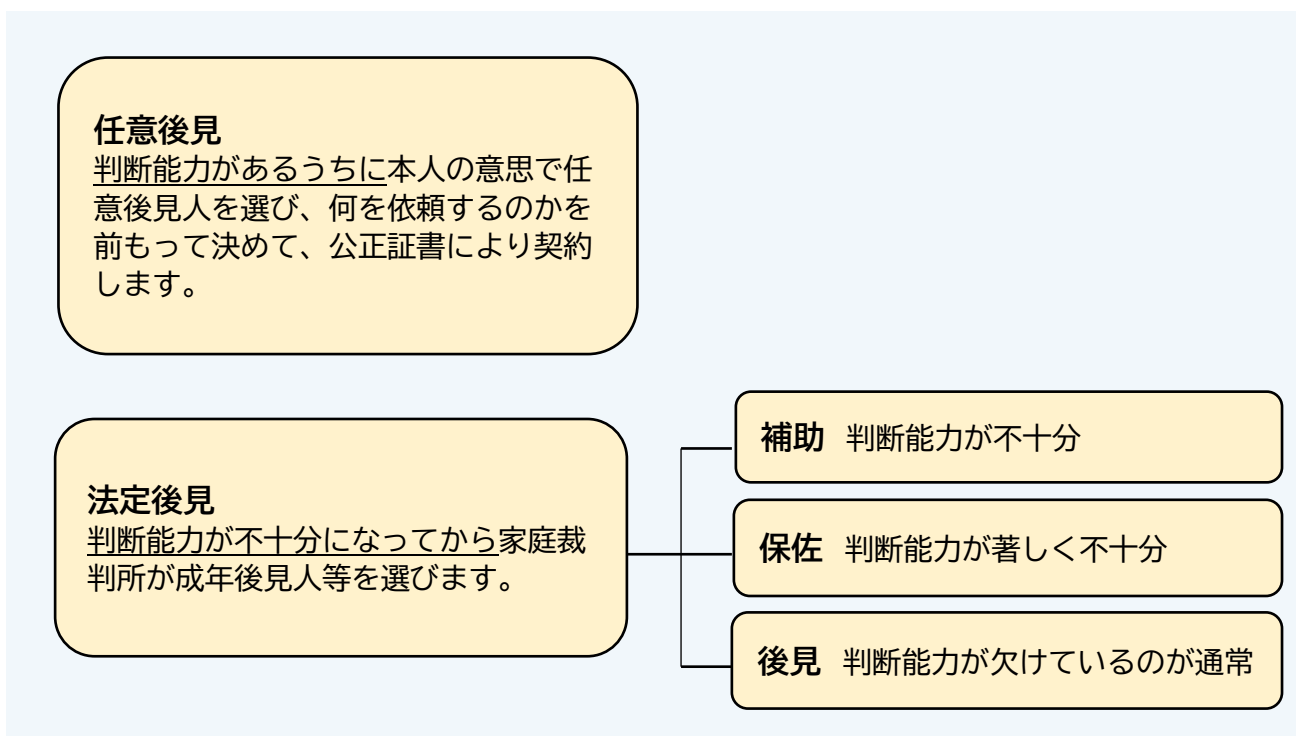 任意後見
判断能力があるうちに本人の意思で任
意後見人を選び、何を依頼するのかを
前もって決めて、公正証書により契約
します。
法定後見
判断能力が不十分になってから家庭裁
判所が成年後見人等を選びます。
補助 判断能力が不十分
保佐 判断能力が著しく不十分
後見 判断能力が欠けているのが通常